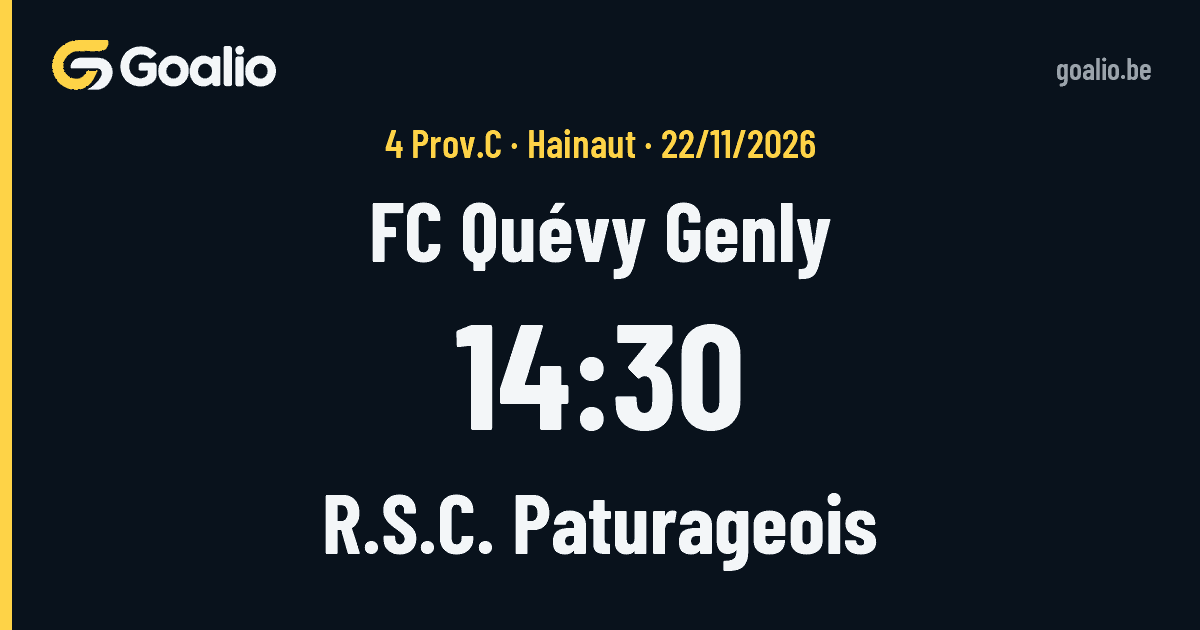 Goalio
goalio.be
4 Prov.C · Hainaut · 22/11/2026
FC Quévy Genly
14:30
R.S.C. Paturageois